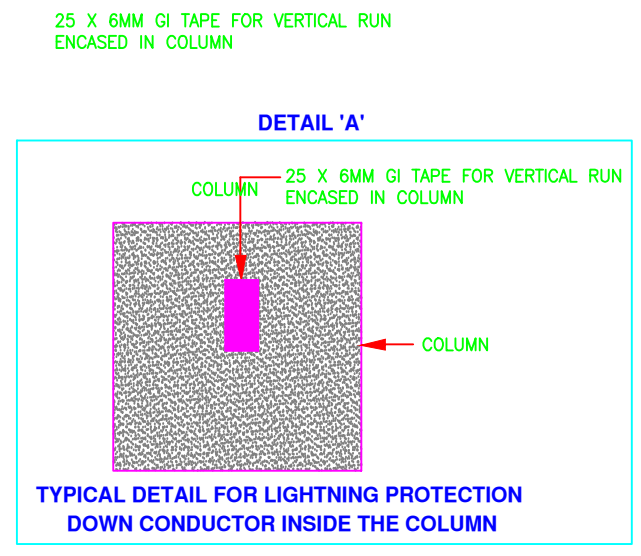 25 X 6MM GI TAPE FOR VERTICAL RUN
ENCASED IN COLUMN
DETAIL 'A'
COLUMN
25 X 6MM GI TAPE FOR VERTICAL RUN
ENCASED IN COLUMN
COLUMN
TYPICAL DETAIL FOR LIGHTNING PROTECTION
DOWN CONDUCTOR INSIDE THE COLUMN